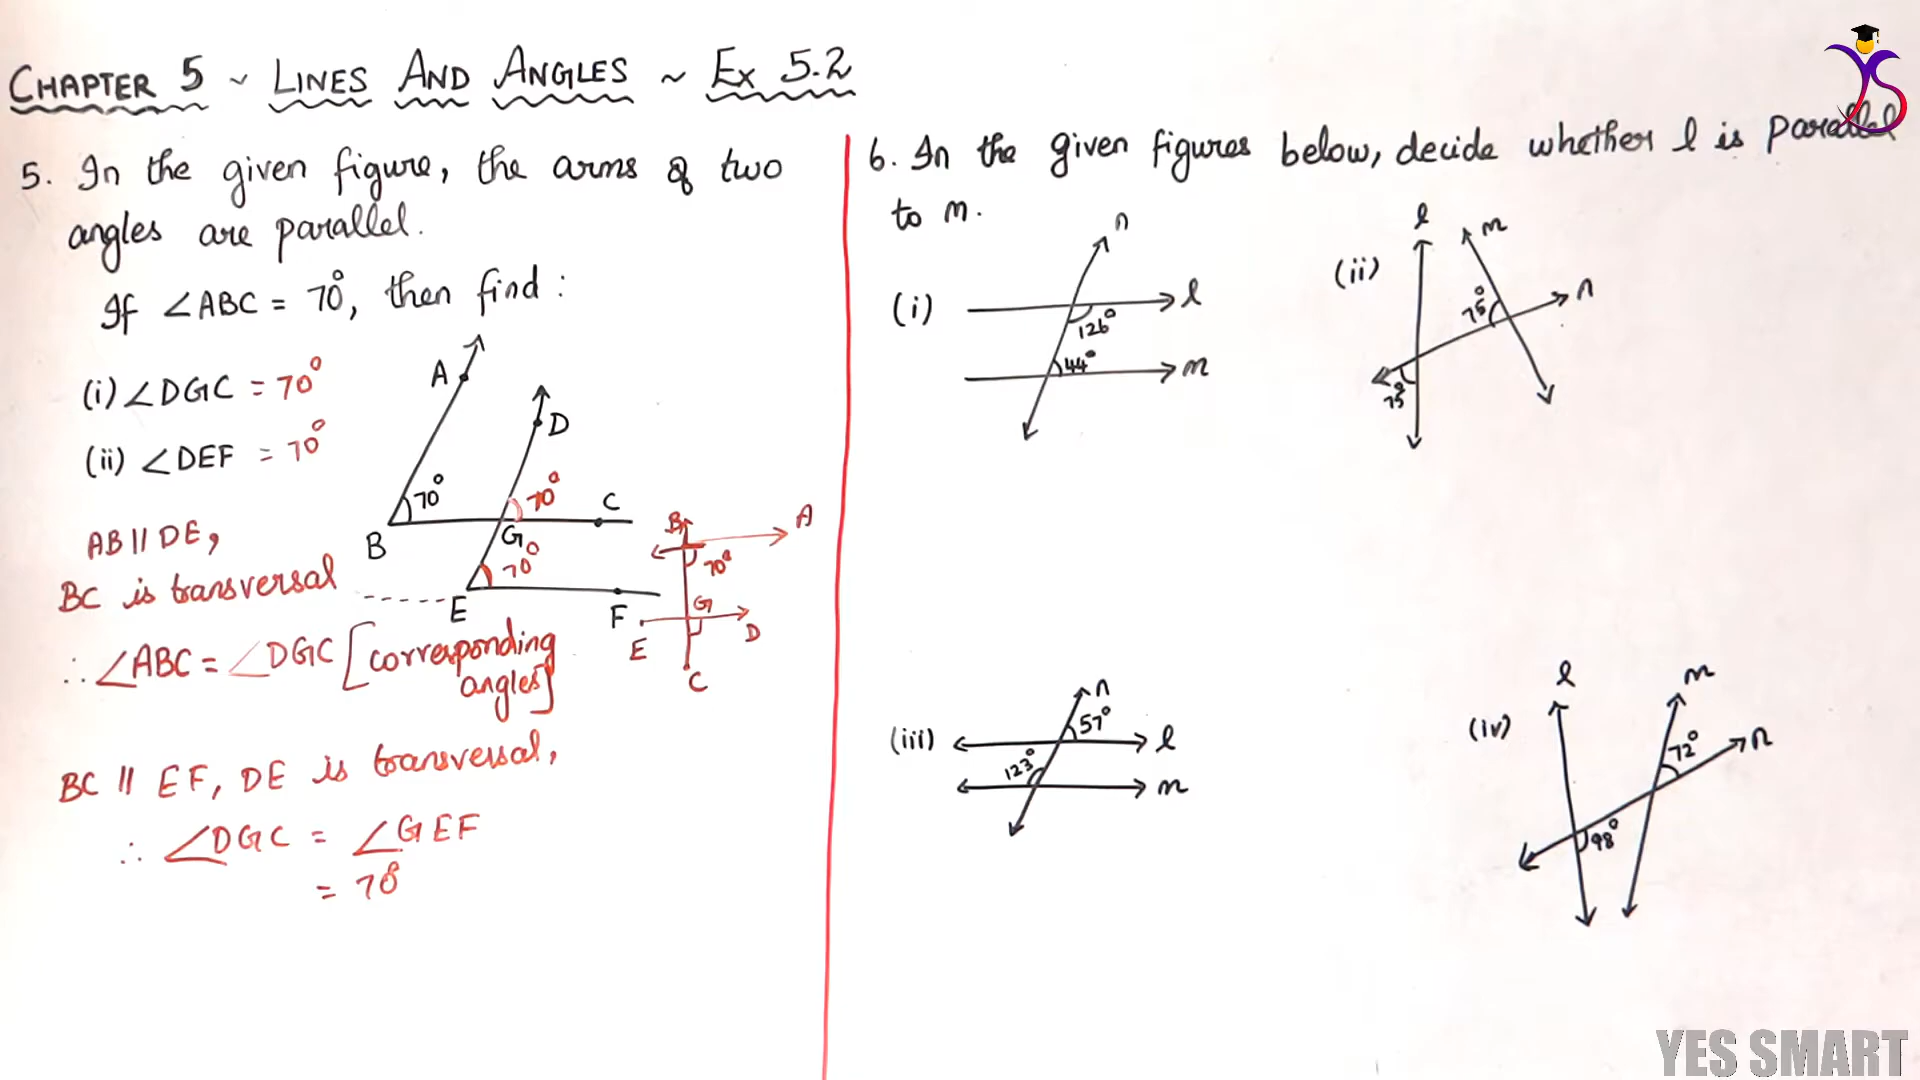 CHAPTER 5 ~ LINES AND ANGLES ~ Ex 5.2
5. In the given figure, the arms of two
angles are parallel.
If ∠ABC = 70°, then find :
(i) ∠DGC = 70°
(ii) ∠DEF = 70°
A
D
70°
70°
C
B
G
70°
E
F
AB || DE,
BC is transversal
∴ ∠ABC = ∠DGC [corresponding
angles]
B
A
70°
G
E
D
C
BC || EF, DE is transversal,
∴ ∠DGC = ∠GEF
= 70°
6. In the given figures below, decide whether l is parallel
to m.
(i)
n
l
126°
44°
m
(ii)
l
m
75°
n
75°
(iii)
n
57°
l
123°
m
(iv)
l
m
72°
n
98°
YES SMART